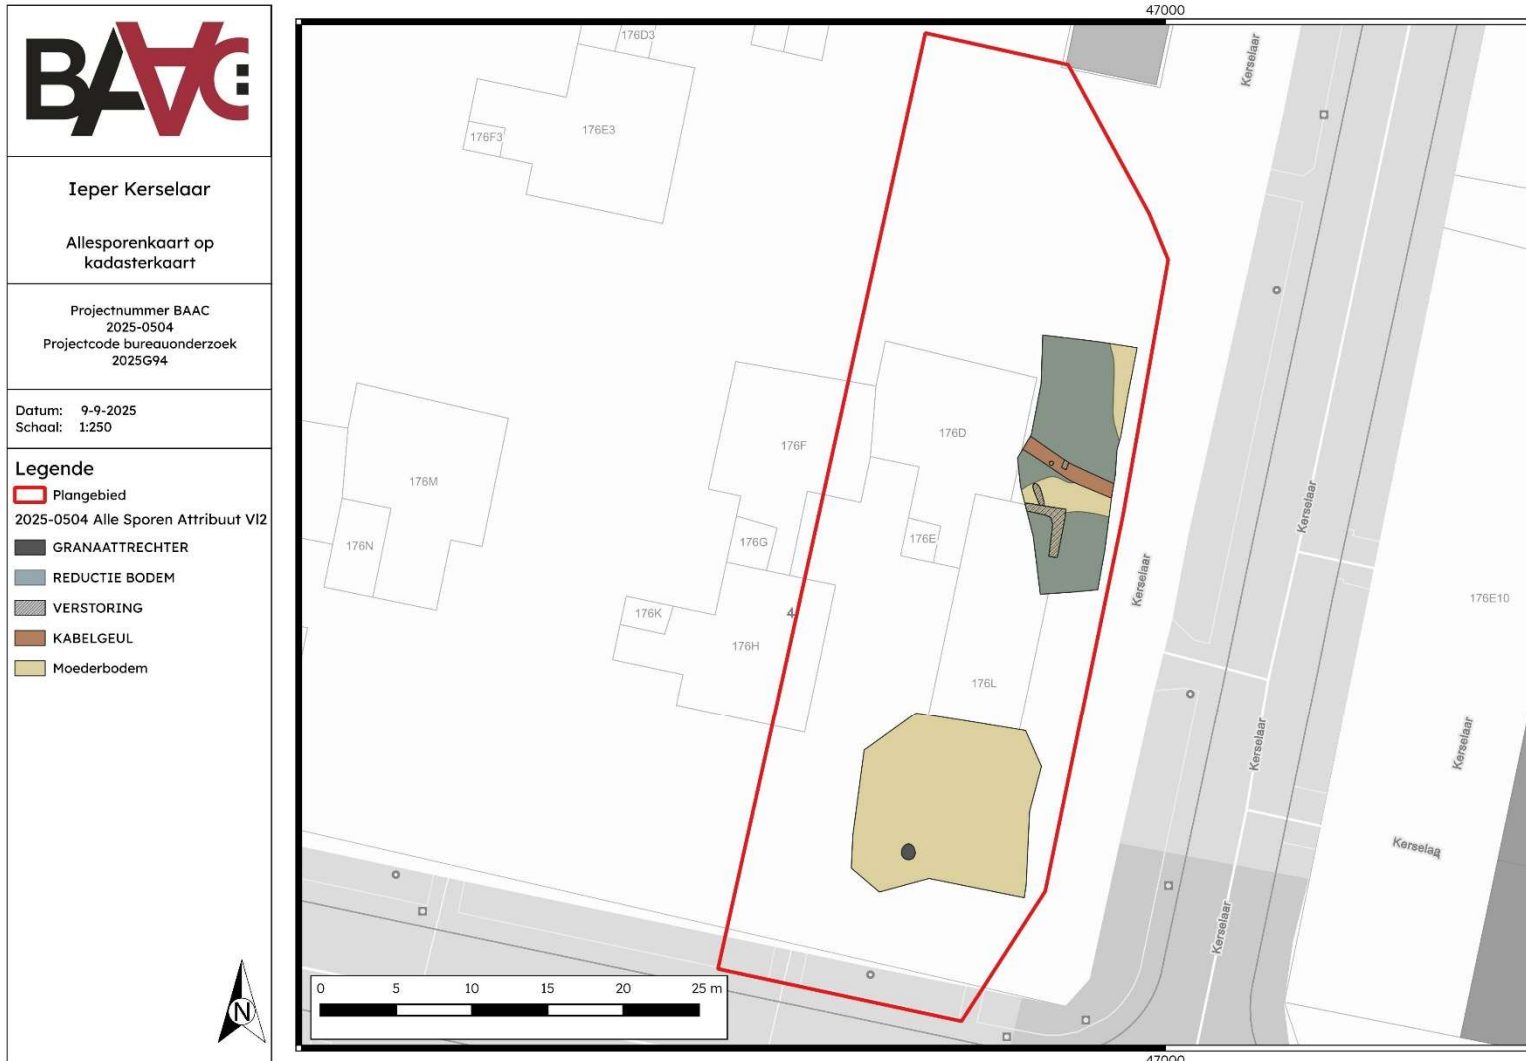 BAAC
Ieper Kerselaar
Allesporenkaart op
kadasterkaart
Projectnummer BAAC
2025-0504
Projectcode bureauonderzoek
2025G94
Datum: 9-9-2025
Schaal: 1:250
Legende
Plangebied
2025-0504 Alle Sporen Attribuut Vl2
GRANAATTRECHTER
REDUCTIE BODEM
VERSTORING
KABELGEUL
Moederbodem
N
47000
176D3
176E3
176F3
Kerselaar
176F
176D
176M
176N
176G
176E
Kerselaar
Kerselaar
176K
4
176H
176E10
176L
Kerselaar
Kerselaar
Kerselaa
Kerselaar
0 5 10 15 20 25 m
47000